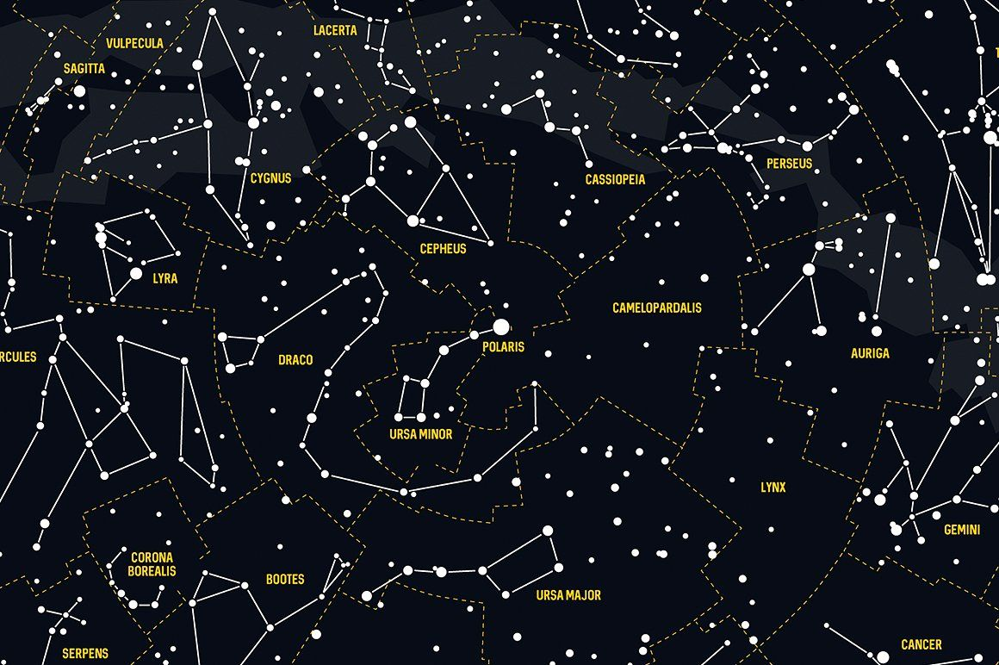 LACERTA
VULPECULA
SAGITTA
PERSEUS
CYGNUS
CASSIOPEIA
CEPHEUS
LYRA
CAMELOPARDALIS
POLARIS
AURIGA
RCULES
DRACO
URSA MINOR
LYNX
GEMINI
CORONA
BOREALIS
BOOTES
URSA MAJOR
CANCER
SERPENS